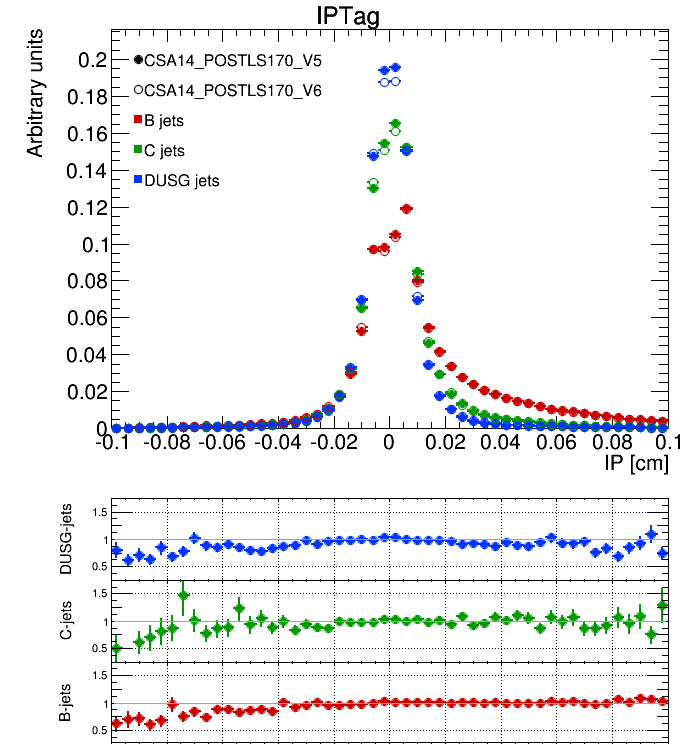 IPTag
Arbitrary units
0.2
0.18
0.16
0.14
0.12
0.1
0.08
0.06
0.04
0.02
0
CSA14_POSTLS170_V5
CSA14_POSTLS170_V6
B jets
C jets
DUSG jets
-0.1 -0.08 -0.06 -0.04 -0.02 0 0.02 0.04 0.06 0.08 0.1
IP [cm]
DUSG-jets
1.5
1
0.5
C-jets
1.5
1
0.5
B-jets
1.5
1
0.5